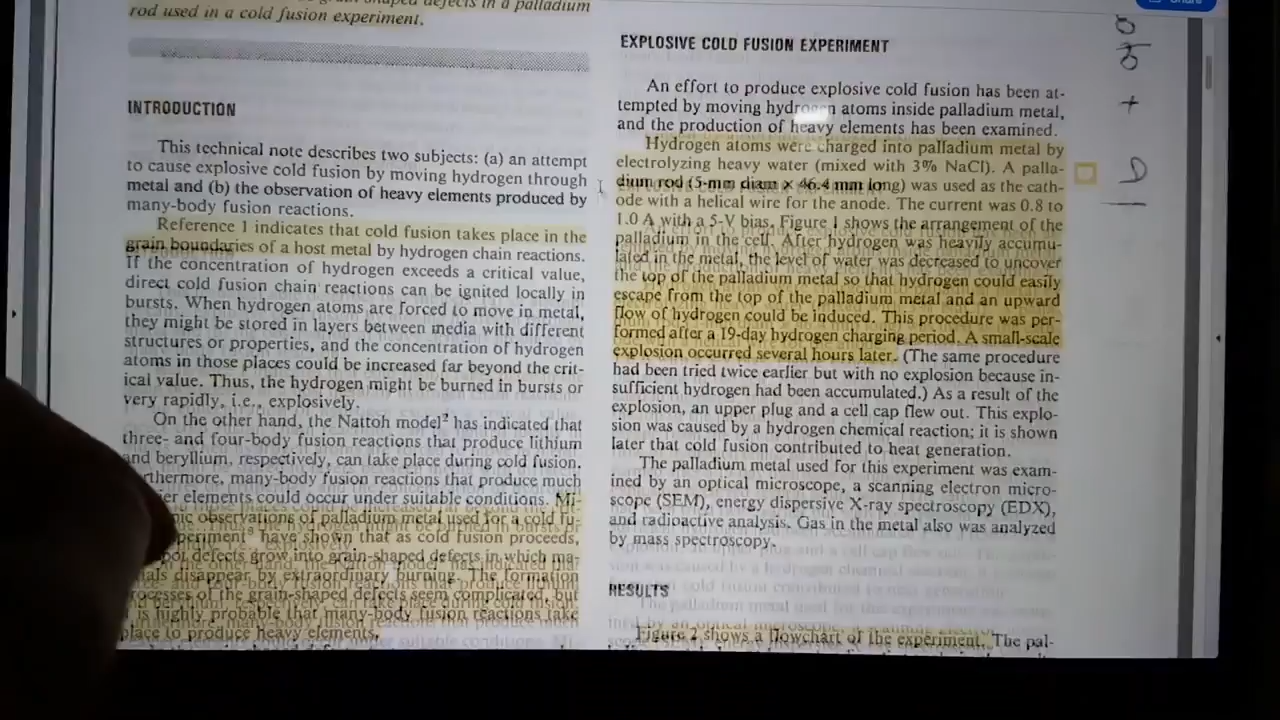 grain-shaped defects in a palladium
rod used in a cold fusion experiment.
INTRODUCTION
This technical note describes two subjects: (a) an attempt
to cause explosive cold fusion by moving hydrogen through
metal and (b) the observation of heavy elements produced by
many-body fusion reactions.
Reference 1 indicates that cold fusion takes place in the
grain boundaries of a host metal by hydrogen chain reactions.
If the concentration of hydrogen exceeds a critical value,
direct cold fusion chain reactions can be ignited locally in
bursts. When hydrogen atoms are forced to move in metal,
they might be stored in layers between media with different
structures or properties, and the concentration of hydrogen
atoms in those places could be increased far beyond the crit-
ical value. Thus, the hydrogen might be burned in bursts or
very rapidly, i.e., explosively.
On the other hand, the Nattoh model² has indicated that
three- and four-body fusion reactions that produce lithium
and beryllium, respectively, can take place during cold fusion.
rthermore, many-body fusion reactions that produce much
ier elements could occur under suitable conditions. Mi-
pic observations of palladium metal used for a cold fu-
periment³ have shown that as cold fusion proceeds,
defects grow into grain-shaped defects in which ma-
als disappear by extraordinary burning. The formation
rocesses of the grain-shaped defects seem complicated, but
is highly probable that many-body fusion reactions take
place to produce heavy elements.
Share
EXPLOSIVE COLD FUSION EXPERIMENT
An effort to produce explosive cold fusion has been at-
tempted by moving hydrogen atoms inside palladium metal,
and the production of heavy elements has been examined.
Hydrogen atoms were charged into palladium metal by
electrolyzing heavy water (mixed with 3% NaCl). A palla-
dium rod (5-mm diam × 46.4 mm long) was used as the cath-
ode with a helical wire for the anode. The current was 0.8 to
1.0 A with a 5-V bias. Figure 1 shows the arrangement of the
palladium in the cell. After hydrogen was heavily accumu-
lated in the metal, the level of water was decreased to uncover
the top of the palladium metal so that hydrogen could easily
escape from the top of the palladium metal and an upward
flow of hydrogen could be induced. This procedure was per-
formed after a 19-day hydrogen charging period. A small-scale
explosion occurred several hours later. (The same procedure
had been tried twice earlier but with no explosion because in-
sufficient hydrogen had been accumulated.) As a result of the
explosion, an upper plug and a cell cap flew out. This explo-
sion was caused by a hydrogen chemical reaction; it is shown
later that cold fusion contributed to heat generation.
The palladium metal used for this experiment was exam-
ined by an optical microscope, a scanning electron micro-
scope (SEM), energy dispersive X-ray spectroscopy (EDX),
and radioactive analysis. Gas in the metal also was analyzed
by mass spectroscopy.
RESULTS
Figure 2 shows a flowchart of the experiment. The pal-